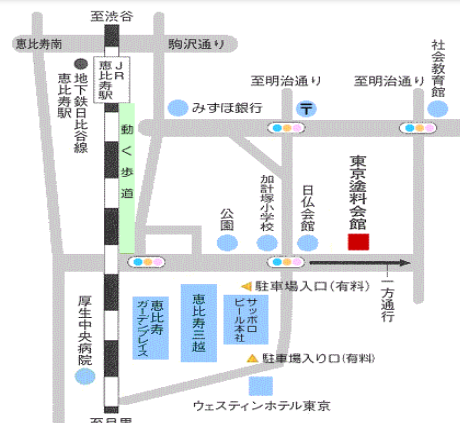 至渋谷
恵比寿南
駒沢通り
社会教育館
JR恵比寿駅
地下鉄日比谷線
恵比寿駅
至明治通り
至明治通り
みずほ銀行
〒
動く歩道
公園
加計塚小学校
日仏会館
東京塗料会館
一方通行
駐車場入口(有料)
厚生中央病院
恵比寿
ガーデンプレイス
恵比寿三越
サッポロ
ビール本社
駐車場入り口(有料)
ウェスティンホテル東京
至目黒